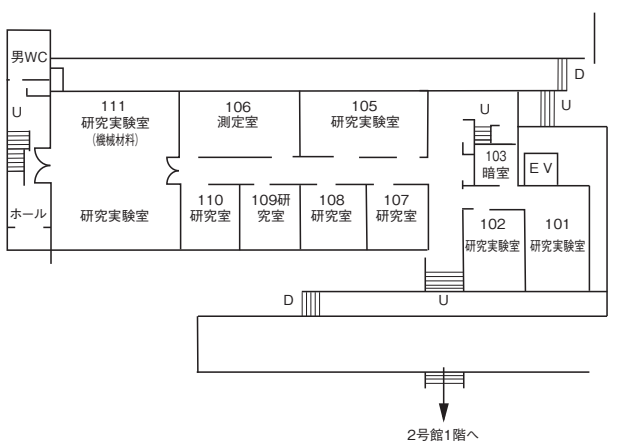 男WC
D
U
111
研究実験室
(機械材料)
106
測定室
105
研究実験室
U
U
103
暗室
EV
ホール
研究実験室
110
研究室
109研
究室
108
研究室
107
研究室
102
研究実験室
101
研究実験室
D
U
2号館1階へ